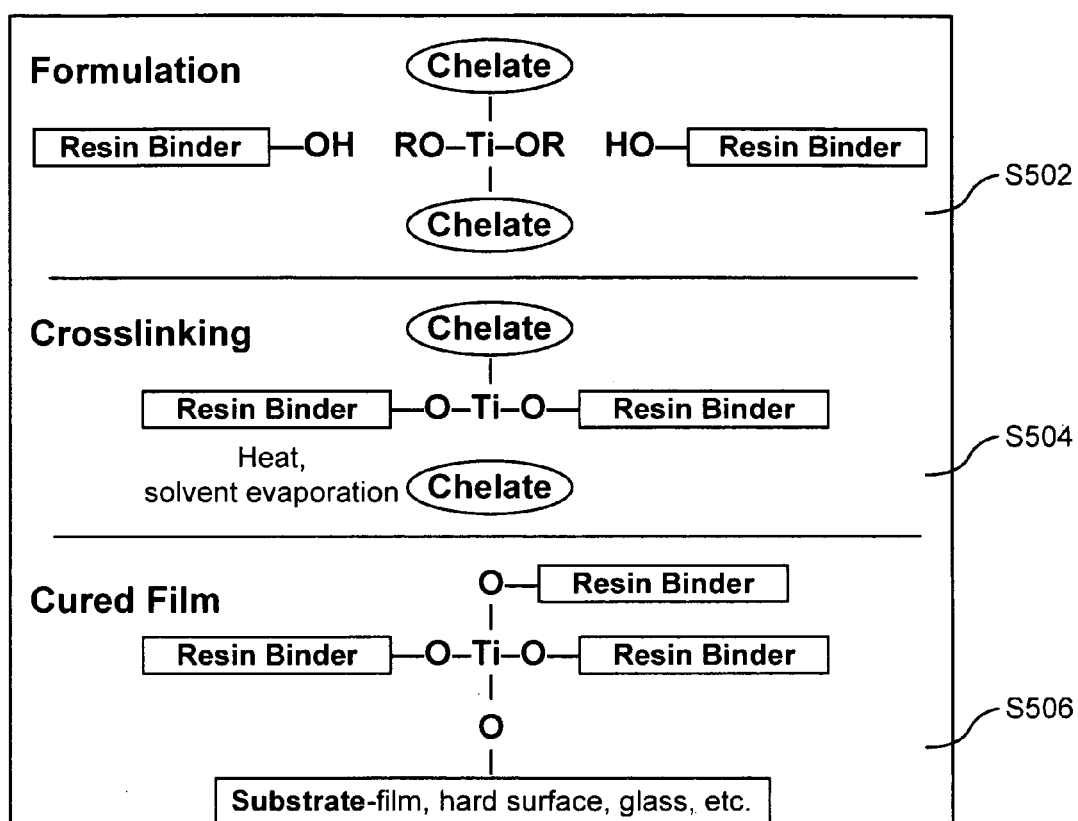 Formulation
Chelate
Resin Binder —OH RO–Ti–OR HO— Resin Binder
Chelate
S502
Crosslinking
Chelate
Resin Binder —O–Ti–O— Resin Binder
Heat,
solvent evaporation
Chelate
S504
Cured Film
O— Resin Binder
Resin Binder —O–Ti–O— Resin Binder
O
S506
Substrate-film, hard surface, glass, etc.